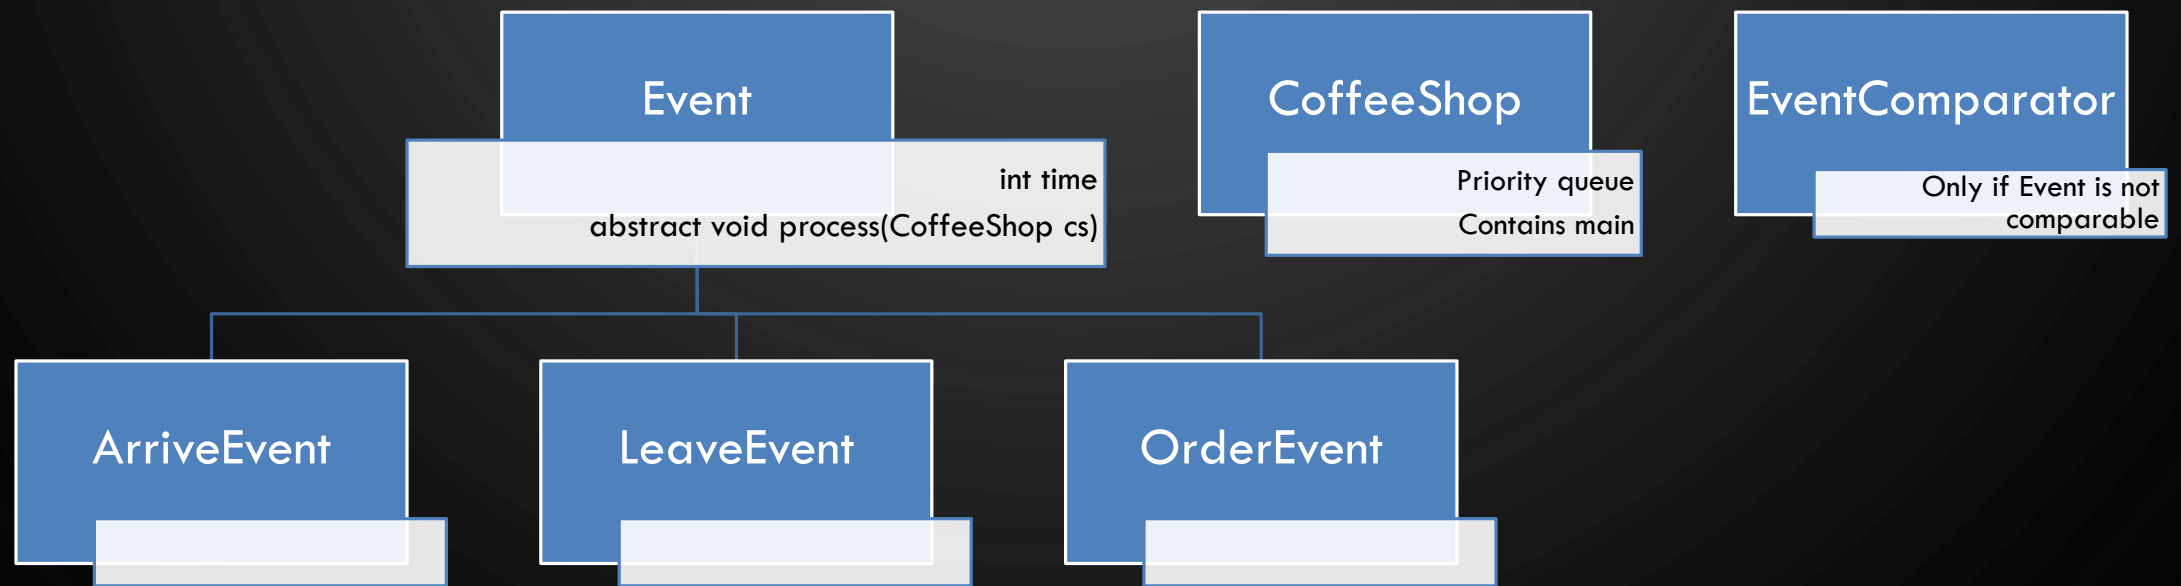 Event
int time
abstract void process(CoffeeShop cs)
CoffeeShop
Priority queue
Contains main
EventComparator
Only if Event is not
comparable
ArriveEvent
LeaveEvent
OrderEvent